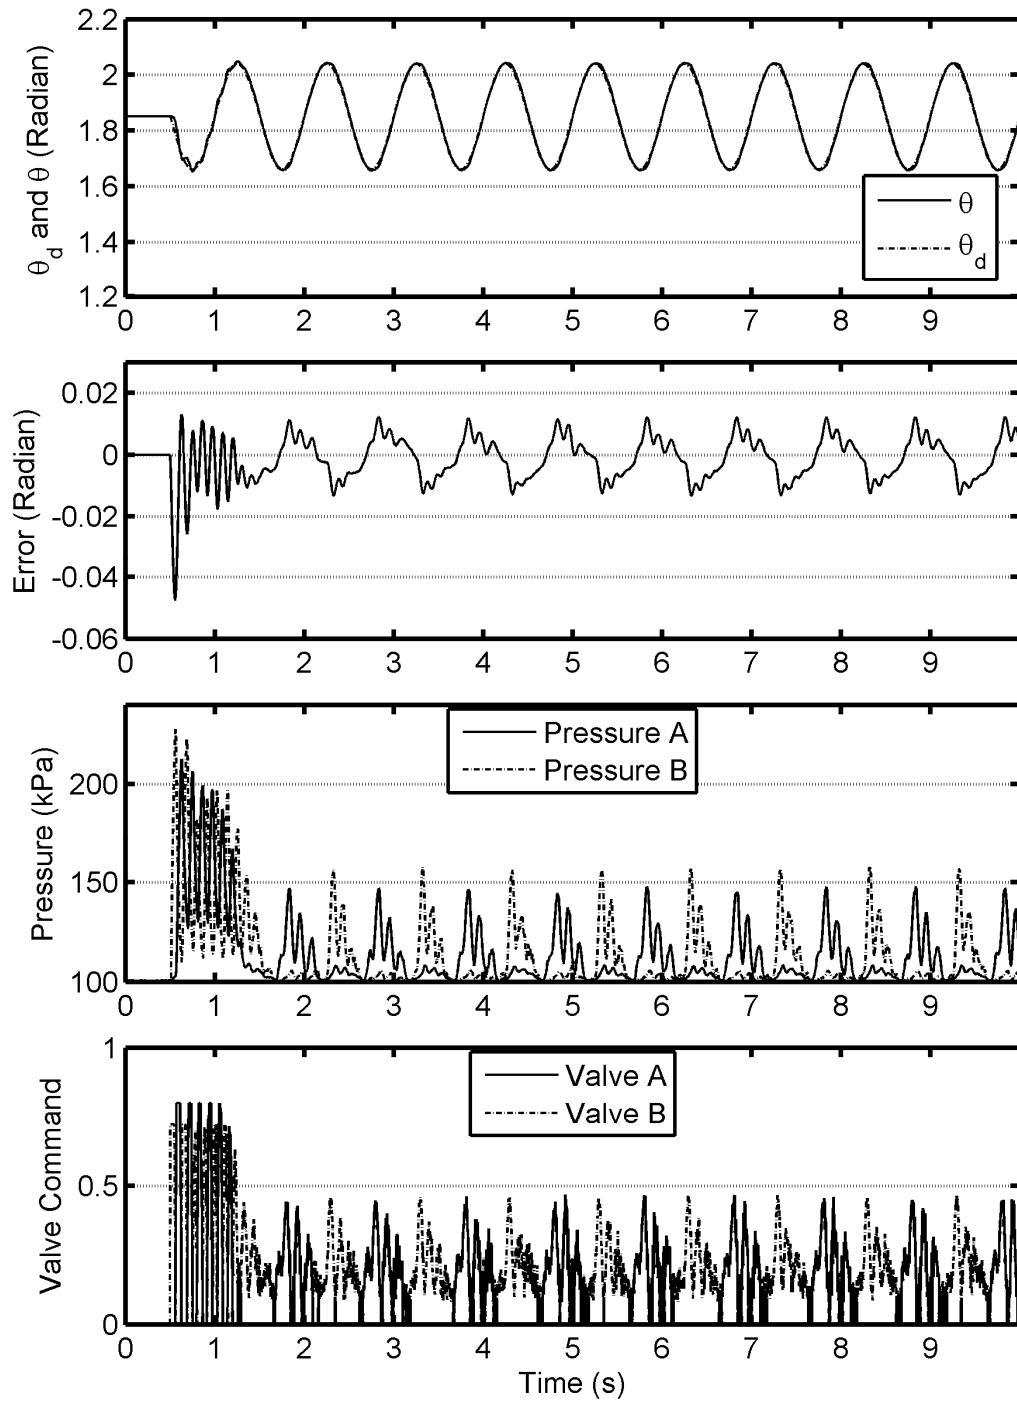 2.2
2
1.8
1.6
1.4
1.2
θd and θ (Radian)
θ
θd
0 1 2 3 4 5 6 7 8 9
0.02
0
-0.02
-0.04
-0.06
Error (Radian)
0 1 2 3 4 5 6 7 8 9
Pressure A
Pressure B
200
150
100
Pressure (kPa)
0 1 2 3 4 5 6 7 8 9
1
0.5
0
Valve Command
Valve A
Valve B
0 1 2 3 4 5 6 7 8 9
Time (s)